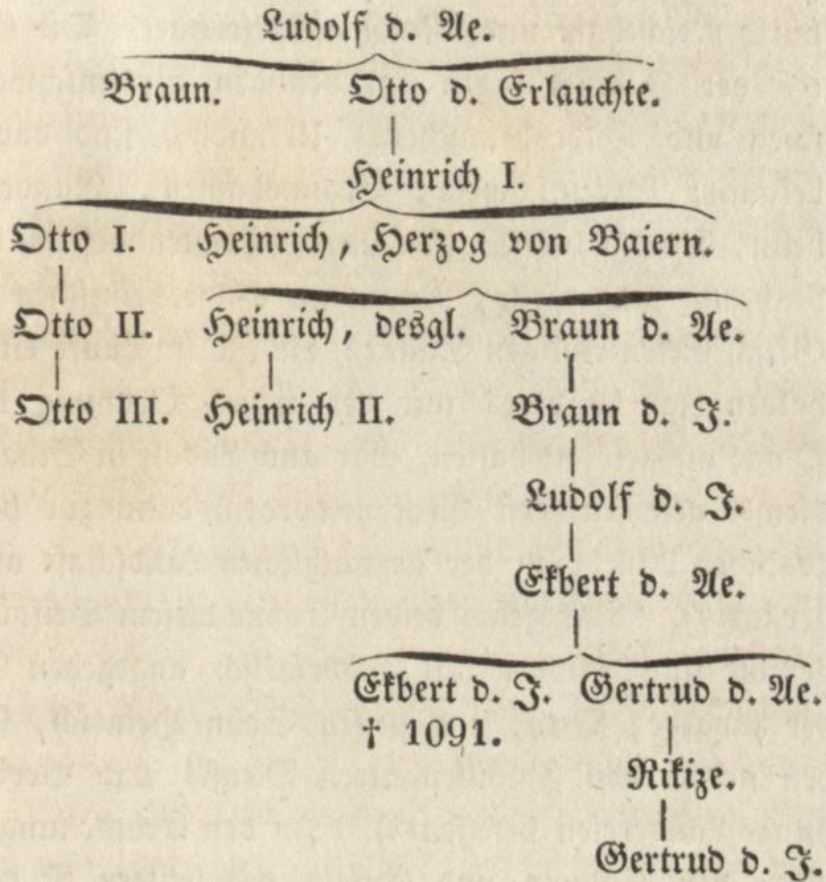 Ludolf d. Ae.
Braun. Otto d. Erlauchte.
Heinrich I.
Otto I. Heinrich, Herzog von Baiern.
Otto II. Heinrich, desgl. Braun d. Ae.
Otto III. Heinrich II. Braun d. J.
Ludolf d. J.
Ekbert d. Ae.
Ekbert d. J. Gertrud d. Ae.
† 1091.
Rikize.
Gertrud d. J.